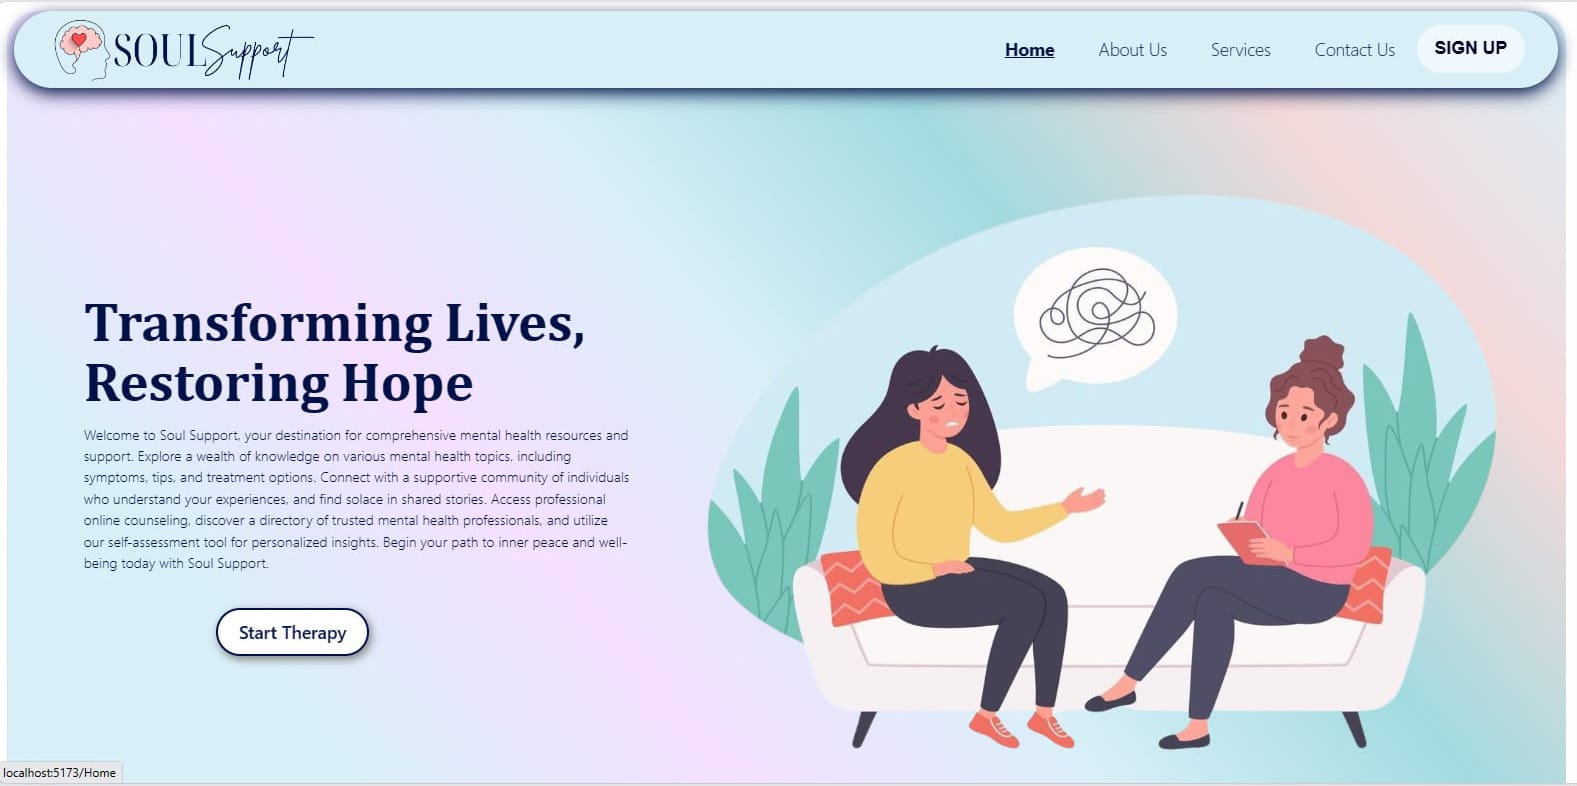 SOUL Support
Home
About Us
Services
Contact Us
SIGN UP
Transforming Lives,
Restoring Hope
Welcome to Soul Support, your destination for comprehensive mental health resources and
support. Explore a wealth of knowledge on various mental health topics, including
symptoms, tips, and treatment options. Connect with a supportive community of individuals
who understand your experiences, and find solace in shared stories. Access professional
online counseling, discover a directory of trusted mental health professionals, and utilize
our self-assessment tool for personalized insights. Begin your path to inner peace and well-
being today with Soul Support.
Start Therapy
localhost:5173/Home